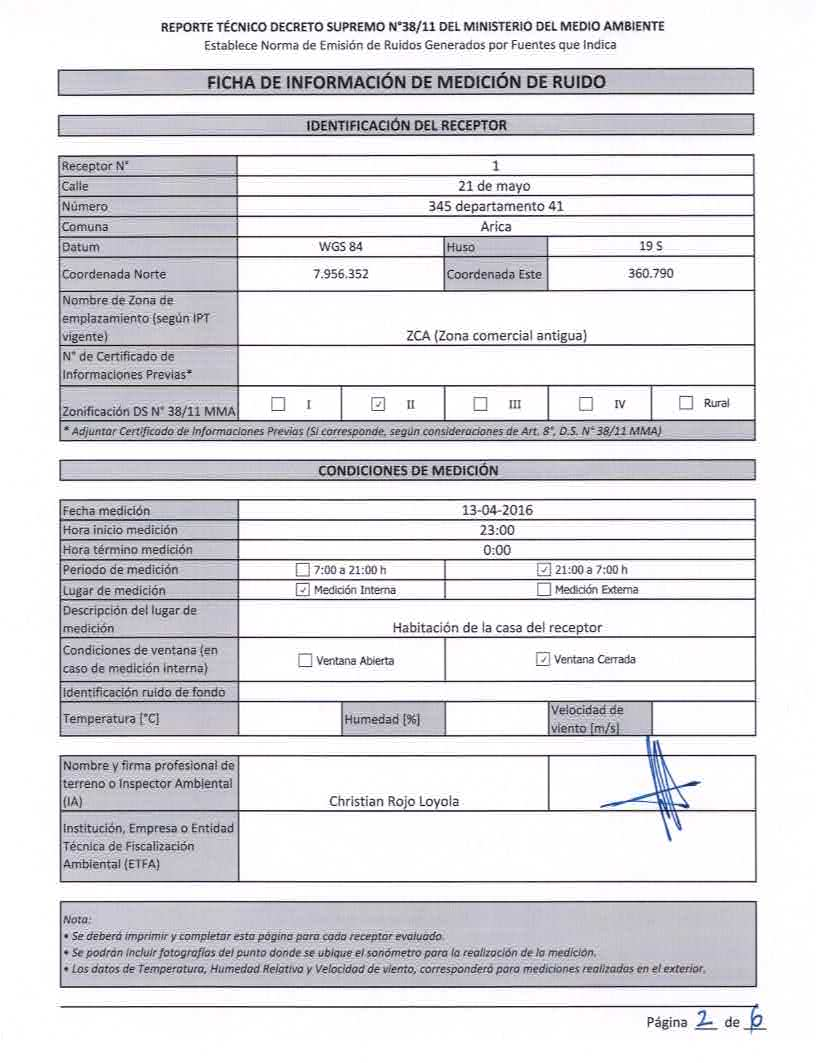 REPORTE TÉCNICO DECRETO SUPREMO N°38/11 DEL MINISTERIO DEL MEDIO AMBIENTE
Establece Norma de Emisión de Ruidos Generados por Fuentes que Indica
FICHA DE INFORMACIÓN DE MEDICIÓN DE RUIDO
IDENTIFICACIÓN DEL RECEPTOR
Receptor N° 1
Calle 21 de mayo
Número 345 departamento 41
Comuna Arica
Datum WGS 84 Huso 19 S
Coordenada Norte 7.956.352 Coordenada Este 360.790
Nombre de Zona de
emplazamiento (según IPT
vigente) ZCA (Zona comercial antigua)
N° de Certificado de
Informaciones Previas*
Zonificación DS N° 38/11 MMA ☐ I ☑ II ☐ III ☐ IV ☐ Rural
* Adjuntar Certificado de Informaciones Previas (Si corresponde, según consideraciones de Art. 8°, D.S. N° 38/11 MMA)
CONDICIONES DE MEDICIÓN
Fecha medición 13-04-2016
Hora inicio medición 23:00
Hora término medición 0:00
Periodo de medición ☐ 7:00 a 21:00 h ☑ 21:00 a 7:00 h
Lugar de medición ☑ Medición Interna ☐ Medición Externa
Descripción del lugar de
medición Habitación de la casa del receptor
Condiciones de ventana (en
caso de medición interna) ☐ Ventana Abierta ☑ Ventana Cerrada
Identificación ruido de fondo
Temperatura [°C] Humedad [%] Velocidad de
viento [m/s]
Nombre y firma profesional de
terreno o Inspector Ambiental
(IA) Christian Rojo Loyola
Institución, Empresa o Entidad
Técnica de Fiscalización
Ambiental (ETFA)
Nota:
• Se deberá imprimir y completar esta página para cada receptor evaluado.
• Se podrán incluir fotografías del punto donde se ubique el sonómetro para la realización de la medición.
• Los datos de Temperatura, Humedad Relativa y Velocidad de viento, corresponderá para mediciones realizadas en el exterior.
Página 2 de 6